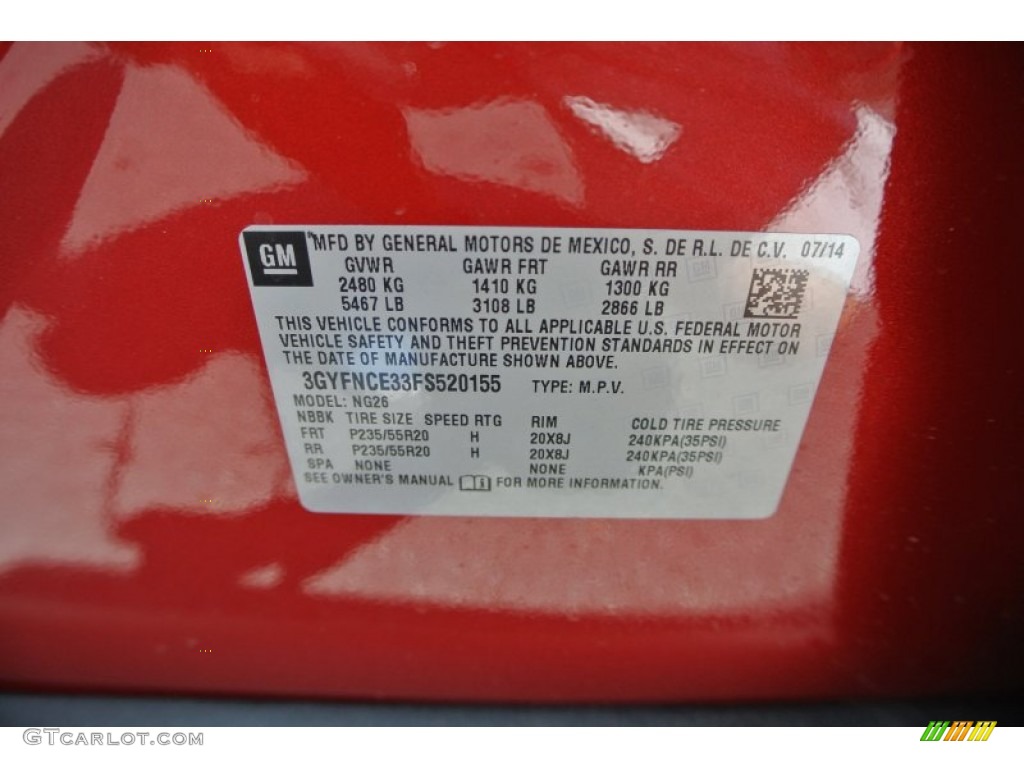 GM
MFD BY GENERAL MOTORS DE MEXICO, S. DE R.L. DE C.V. 07/14
GVWR GAWR FRT GAWR RR
2480 KG 1410 KG 1300 KG
5467 LB 3108 LB 2866 LB
THIS VEHICLE CONFORMS TO ALL APPLICABLE U.S. FEDERAL MOTOR
VEHICLE SAFETY AND THEFT PREVENTION STANDARDS IN EFFECT ON
THE DATE OF MANUFACTURE SHOWN ABOVE.
3GYFNCE33FS520155 TYPE: M.P.V.
MODEL: NG26
NBBK TIRE SIZE SPEED RTG RIM COLD TIRE PRESSURE
FRT P235/55R20 H 20X8J 240KPA(35PSI)
RR P235/55R20 H 20X8J 240KPA(35PSI)
SPA NONE NONE KPA(PSI)
SEE OWNER'S MANUAL FOR MORE INFORMATION.
GTCARLOT.COM